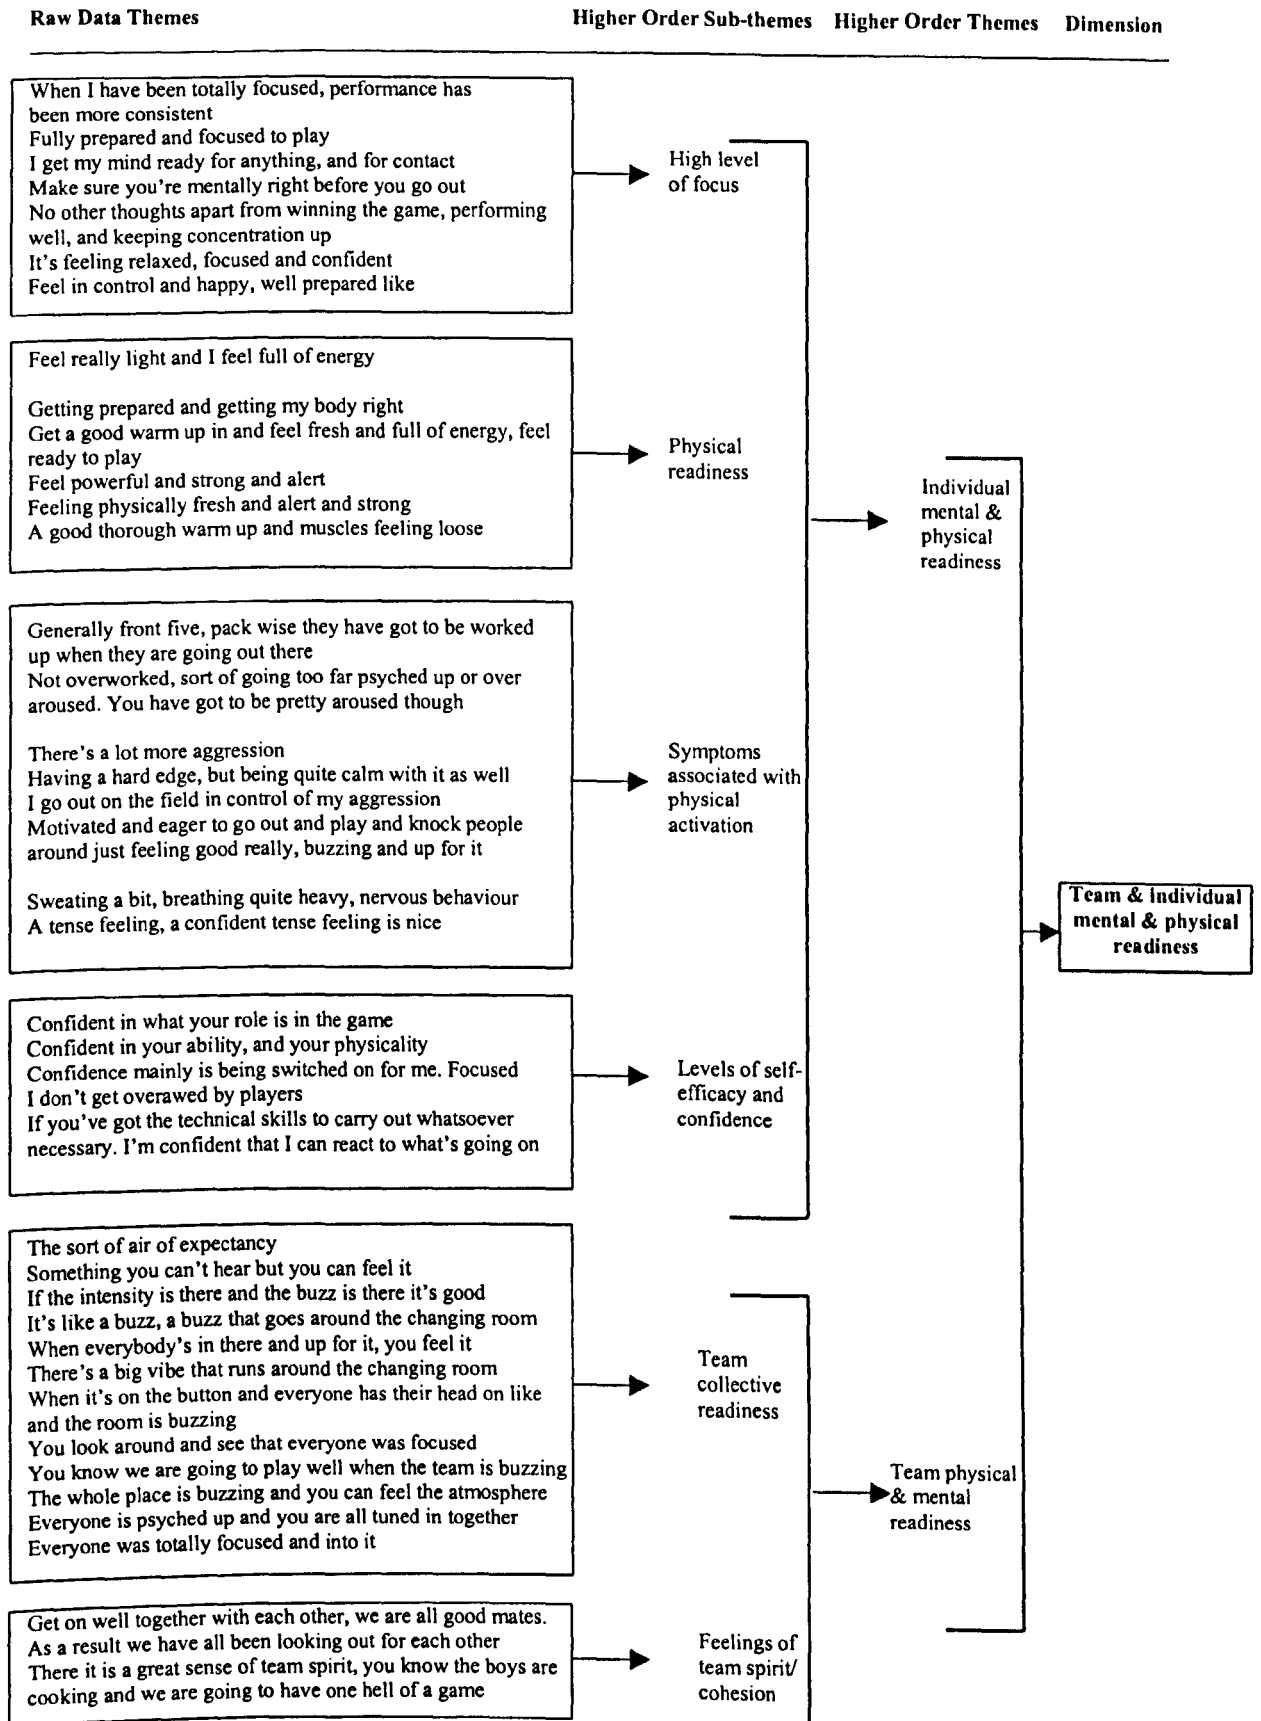 Raw Data Themes Higher Order Sub-themes Higher Order Themes Dimension
When I have been totally focused, performance has
been more consistent
Fully prepared and focused to play
I get my mind ready for anything, and for contact
Make sure you're mentally right before you go out
No other thoughts apart from winning the game, performing
well, and keeping concentration up
It's feeling relaxed, focused and confident
Feel in control and happy, well prepared like
High level
of focus
Feel really light and I feel full of energy
Getting prepared and getting my body right
Get a good warm up in and feel fresh and full of energy, feel
ready to play
Feel powerful and strong and alert
Feeling physically fresh and alert and strong
A good thorough warm up and muscles feeling loose
Physical
readiness
Individual
mental &
physical
readiness
Generally front five, pack wise they have got to be worked
up when they are going out there
Not overworked, sort of going too far psyched up or over
aroused. You have got to be pretty aroused though
There's a lot more aggression
Having a hard edge, but being quite calm with it as well
I go out on the field in control of my aggression
Motivated and eager to go out and play and knock people
around just feeling good really, buzzing and up for it
Sweating a bit, breathing quite heavy, nervous behaviour
A tense feeling, a confident tense feeling is nice
Symptoms
associated with
physical
activation
Team & individual
mental & physical
readiness
Confident in what your role is in the game
Confident in your ability, and your physicality
Confidence mainly is being switched on for me. Focused
I don't get overawed by players
If you've got the technical skills to carry out whatsoever
necessary. I'm confident that I can react to what's going on
Levels of self-
efficacy and
confidence
The sort of air of expectancy
Something you can't hear but you can feel it
If the intensity is there and the buzz is there it's good
It's like a buzz, a buzz that goes around the changing room
When everybody's in there and up for it, you feel it
There's a big vibe that runs around the changing room
When it's on the button and everyone has their head on like
and the room is buzzing
You look around and see that everyone was focused
You know we are going to play well when the team is buzzing
The whole place is buzzing and you can feel the atmosphere
Everyone is psyched up and you are all tuned in together
Everyone was totally focused and into it
Team
collective
readiness
Team physical
& mental
readiness
Get on well together with each other, we are all good mates.
As a result we have all been looking out for each other
There it is a great sense of team spirit, you know the boys are
cooking and we are going to have one hell of a game
Feelings of
team spirit/
cohesion